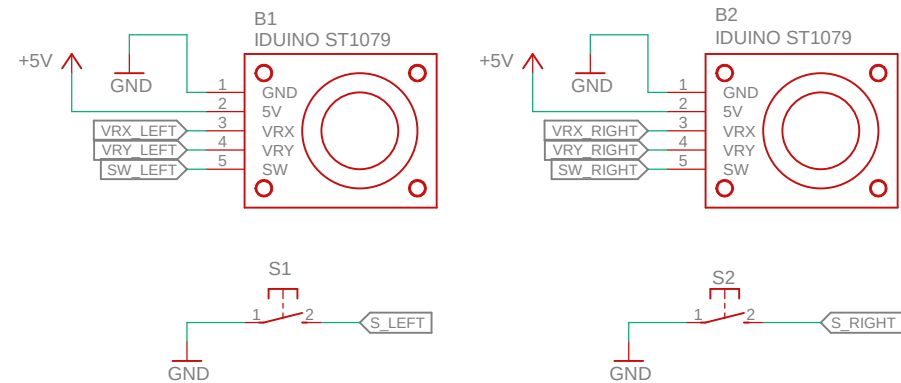 B1
IDUINO ST1079
+5V
GND
1 GND
2 5V
VRX_LEFT 3 VRX
VRY_LEFT 4 VRY
SW_LEFT 5 SW
B2
IDUINO ST1079
+5V
GND
1 GND
2 5V
VRX_RIGHT 3 VRX
VRY_RIGHT 4 VRY
SW_RIGHT 5 SW
S1
1 2 S_LEFT
GND
S2
1 2 S_RIGHT
GND